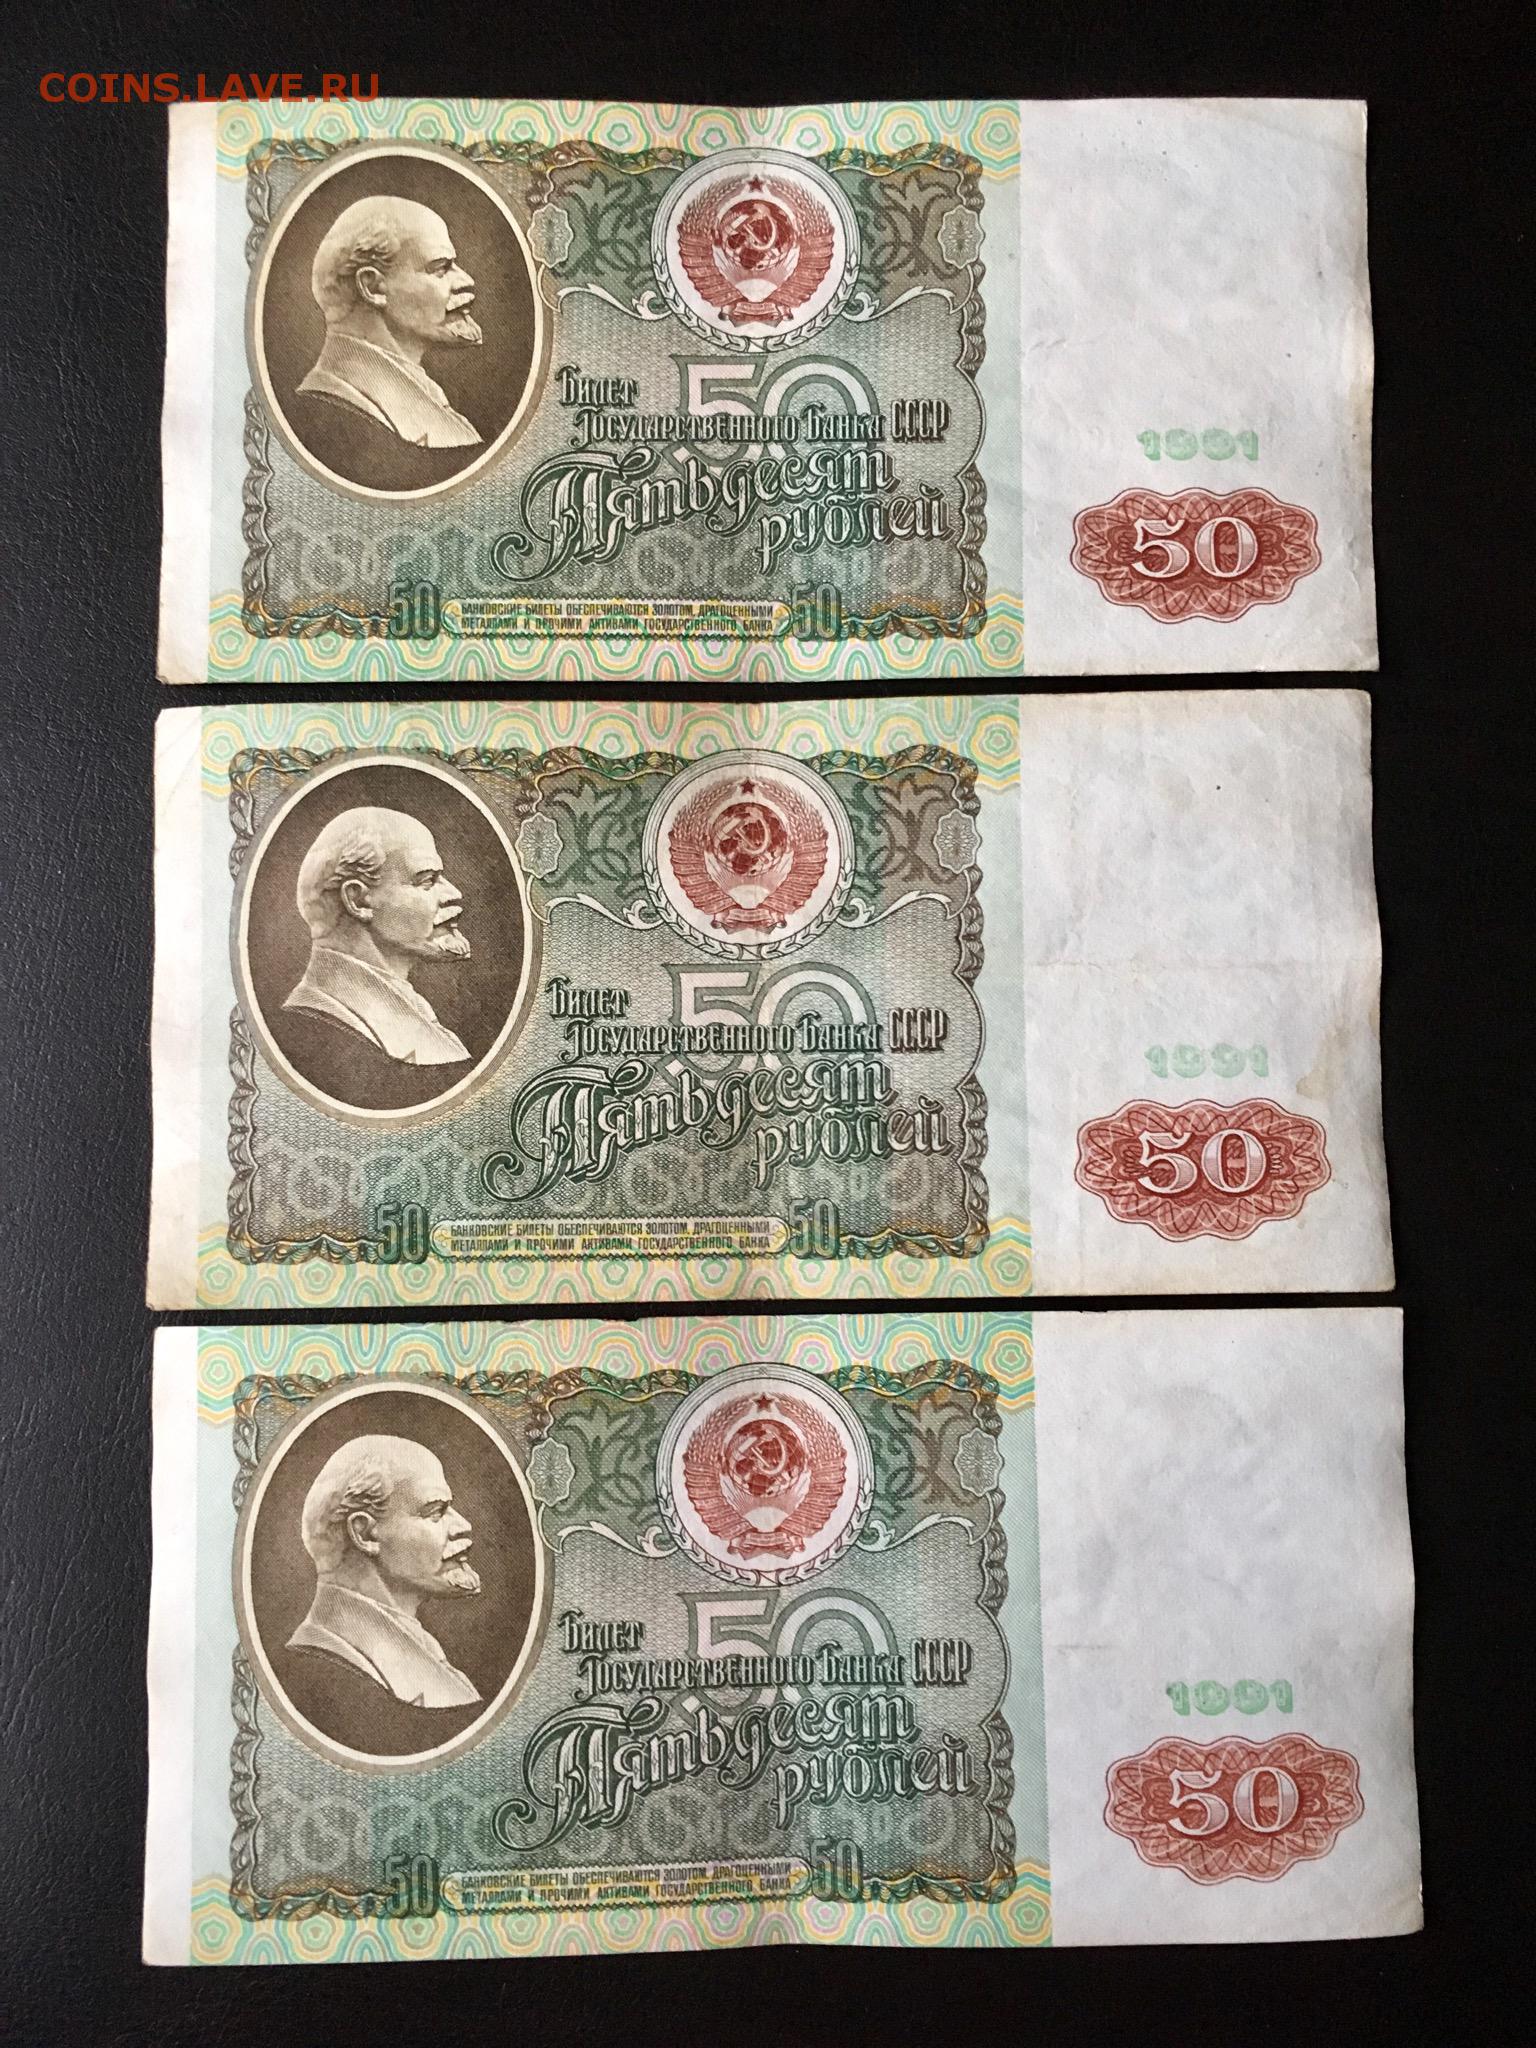 COINS.LAVE.RU
50
Билет
Государственного Банка СССР
Пятьдесят
рублей
1991
50
50
БАНКОВСКИЕ БИЛЕТЫ ОБЕСПЕЧИВАЮТСЯ ЗОЛОТОМ, ДРАГОЦЕННЫМИ
МЕТАЛЛАМИ И ПРОЧИМИ АКТИВАМИ ГОСУДАРСТВЕННОГО БАНКА
50
50
Билет
Государственного Банка СССР
Пятьдесят
рублей
1991
50
50
БАНКОВСКИЕ БИЛЕТЫ ОБЕСПЕЧИВАЮТСЯ ЗОЛОТОМ, ДРАГОЦЕННЫМИ
МЕТАЛЛАМИ И ПРОЧИМИ АКТИВАМИ ГОСУДАРСТВЕННОГО БАНКА
50
50
Билет
Государственного Банка СССР
Пятьдесят
рублей
1991
50
50
БАНКОВСКИЕ БИЛЕТЫ ОБЕСПЕЧИВАЮТСЯ ЗОЛОТОМ, ДРАГОЦЕННЫМИ
МЕТАЛЛАМИ И ПРОЧИМИ АКТИВАМИ ГОСУДАРСТВЕННОГО БАНКА
50